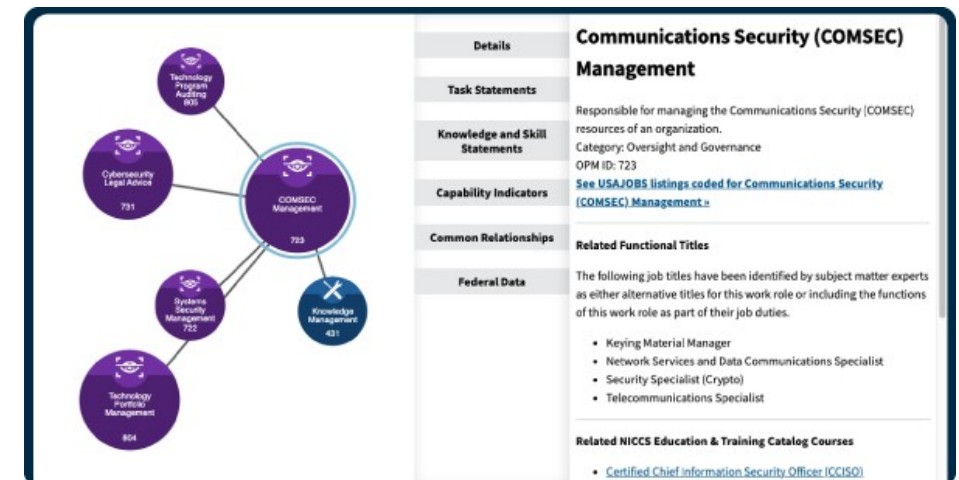 Technology
Program
Auditing
805
Cybersecurity
Legal Advice
731
COMSEC
Management
723
Systems
Security
Management
722
Knowledge
Management
431
Technology
Portfolio
Management
804
Details
Task Statements
Knowledge and Skill
Statements
Capability Indicators
Common Relationships
Federal Data
Communications Security (COMSEC)
Management
Responsible for managing the Communications Security (COMSEC)
resources of an organization.
Category: Oversight and Governance
OPM ID: 723
See USAJOBS listings coded for Communications Security
(COMSEC) Management »
Related Functional Titles
The following job titles have been identified by subject matter experts
as either alternative titles for this work role or including the functions
of this work role as part of their job duties.
• Keying Material Manager
• Network Services and Data Communications Specialist
• Security Specialist (Crypto)
• Telecommunications Specialist
Related NICCS Education & Training Catalog Courses
• Certified Chief Information Security Officer (CCISO)